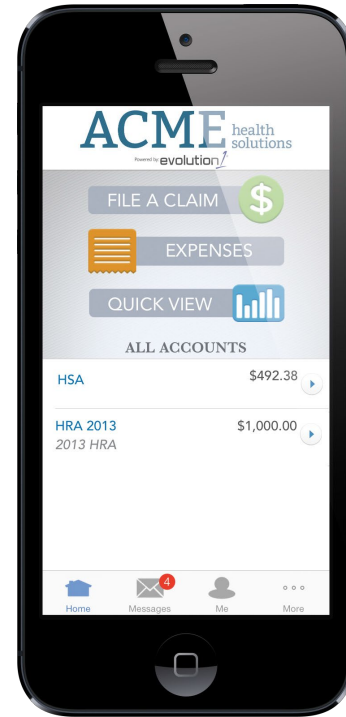 ACME health
solutions
Powered by evolution1
FILE A CLAIM
$
EXPENSES
QUICK VIEW
ALL ACCOUNTS
HSA $492.38
HRA 2013 $1,000.00
2013 HRA
4
Home Messages Me More